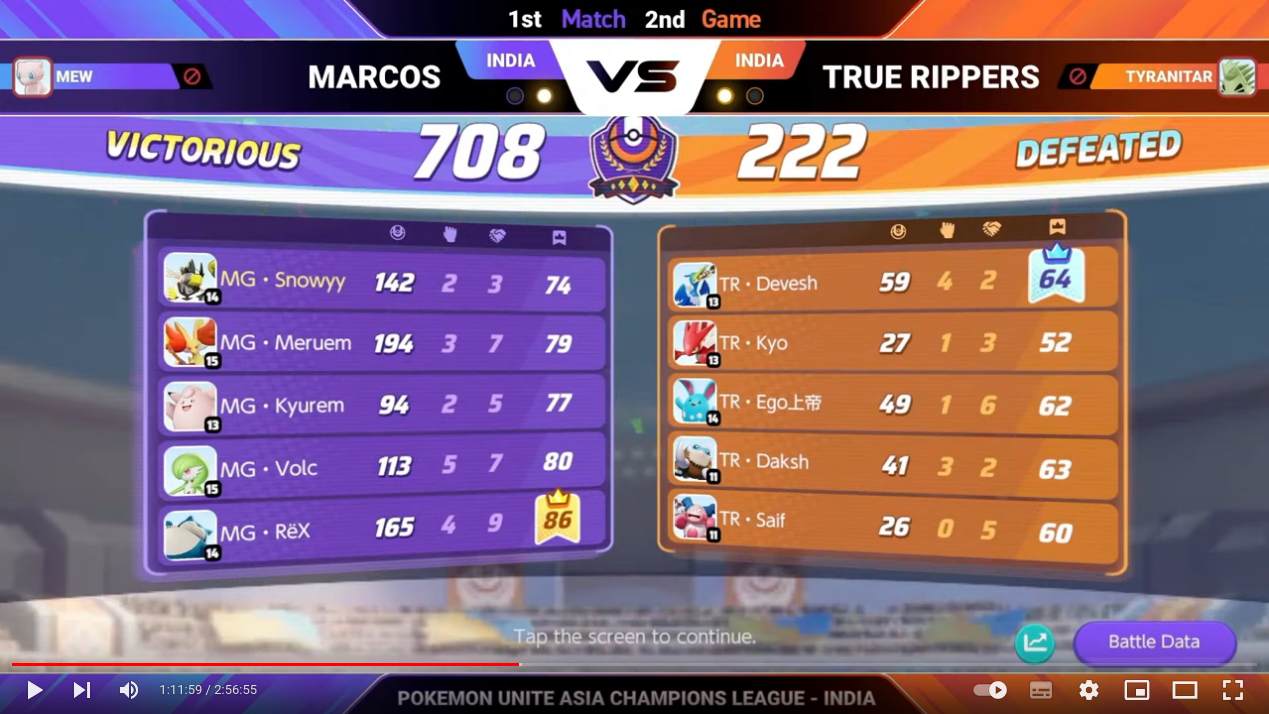 1st Match 2nd Game
MEW
MARCOS
INDIA
VS
INDIA
TRUE RIPPERS
TYRANITAR
VICTORIOUS
708
222
DEFEATED
14 MG・Snowyy 142 2 3 74
15 MG・Meruem 194 3 7 79
13 MG・Kyurem 94 2 5 77
15 MG・Volc 113 5 7 80
14 MG・RëX 165 4 9 86
13 TR・Devesh 59 4 2 64
13 TR・Kyo 27 1 3 52
14 TR・Ego上帝 49 1 6 62
11 TR・Daksh 41 3 2 63
11 TR・Saif 26 0 5 60
Tap the screen to continue.
Battle Data
1:11:59 / 2:56:55
POKEMON UNITE ASIA CHAMPIONS LEAGUE - INDIA